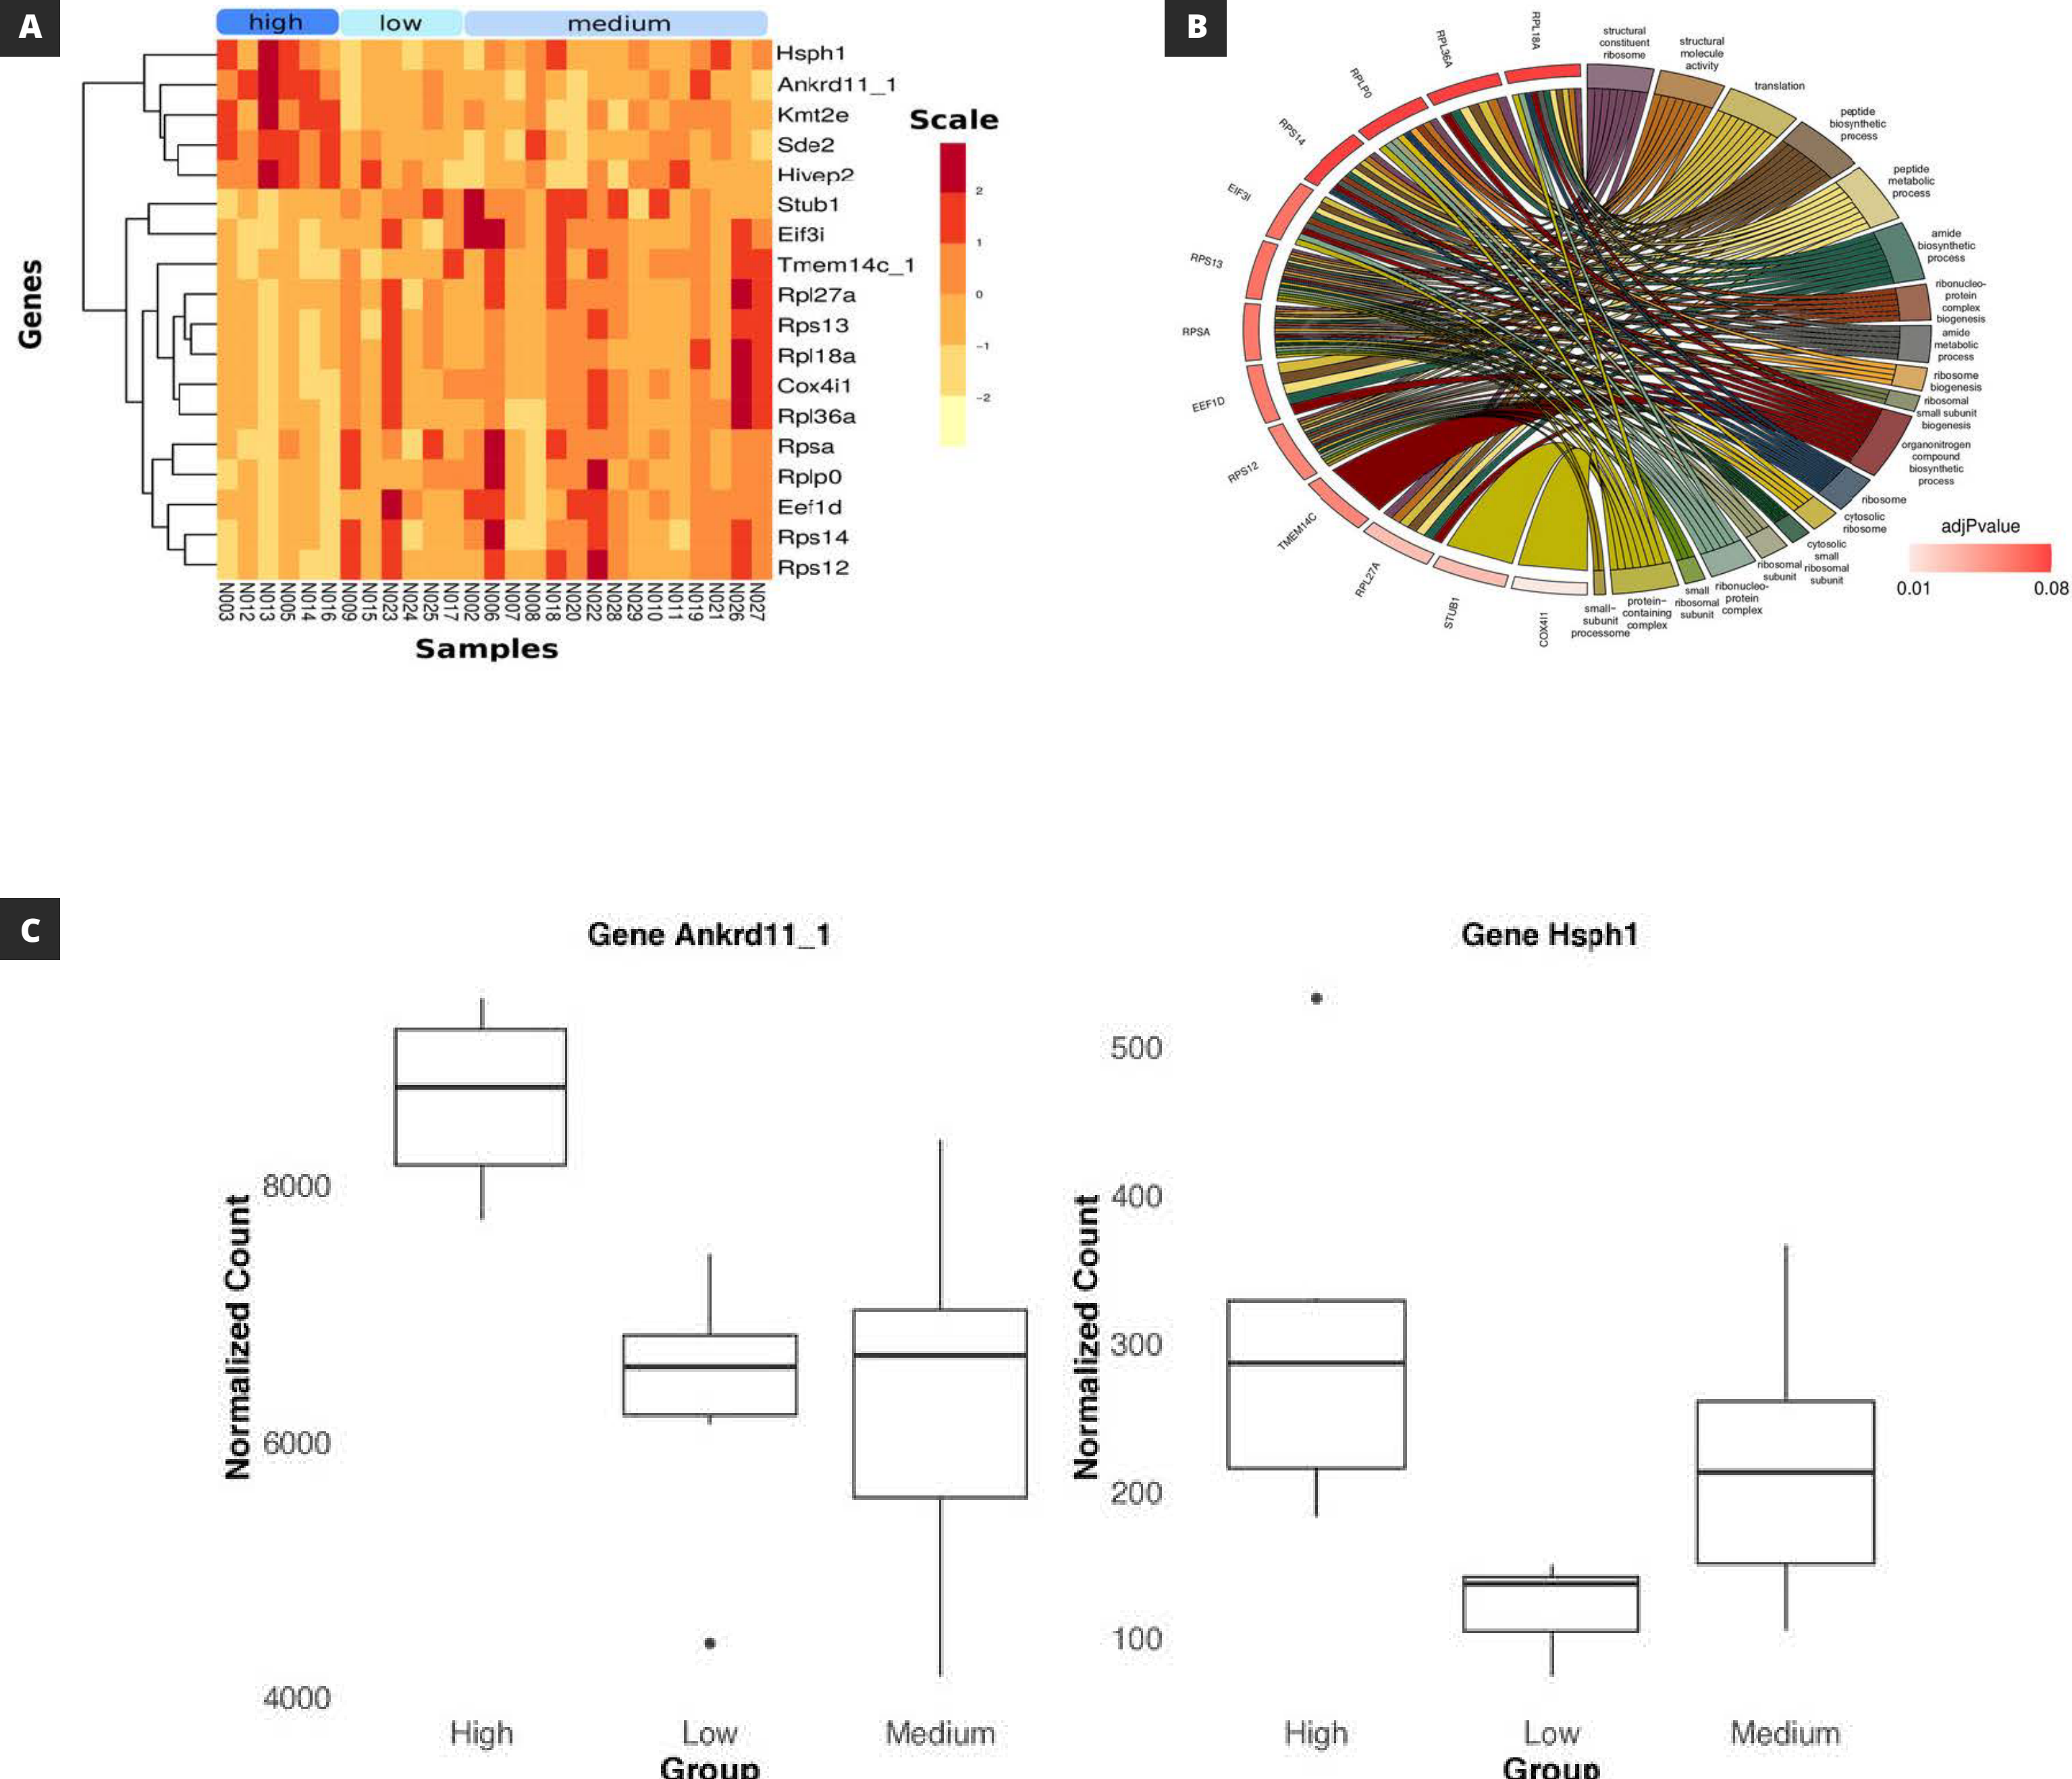 A
high low medium
Hsph1
Ankrd11_1
Kmt2e
Sde2
Hivep2
Stub1
Eif3i
Tmem14c_1
Rpl27a
Rps13
Rpl18a
Cox4i1
Rpl36a
Rpsa
Rplp0
Eef1d
Rps14
Rps12
Genes
Scale
2
1
0
−1
−2
N003 N012 N013 N005 N014 N016 N009 N015 N023 N024 N025 N017 N002 N006 N007 N008 N018 N020 N022 N028 N029 N010 N011 N019 N021 N026 N027
Samples
B
RPL18A
RPL36A
RPLP0
RPS14
EIF3I
RPS13
RPSA
EEF1D
RPS12
TMEM14C
RPL27A
STUB1
COX4I1
structural
constituent
ribosome
structural
molecule
activity
translation
peptide
biosynthetic
process
peptide
metabolic
process
amide
biosynthetic
process
ribonucleo-
protein
complex
biogenesis
amide
metabolic
process
ribosome
biogenesis
ribosomal
small subunit
biogenesis
organonitrogen
compound
biosynthetic
process
ribosome
cytosolic
ribosome
cytosolic
small
ribosomal
subunit
ribosomal
subunit
ribonucleo-
protein
complex
small
ribosomal
subunit
protein−
containing
complex
small−
subunit
processome
adjPvalue
0.01 0.08
C
Gene Ankrd11_1
Normalized Count
8000
6000
4000
High Low Medium
Group
Gene Hsph1
Normalized Count
500
400
300
200
100
High Low Medium
Group